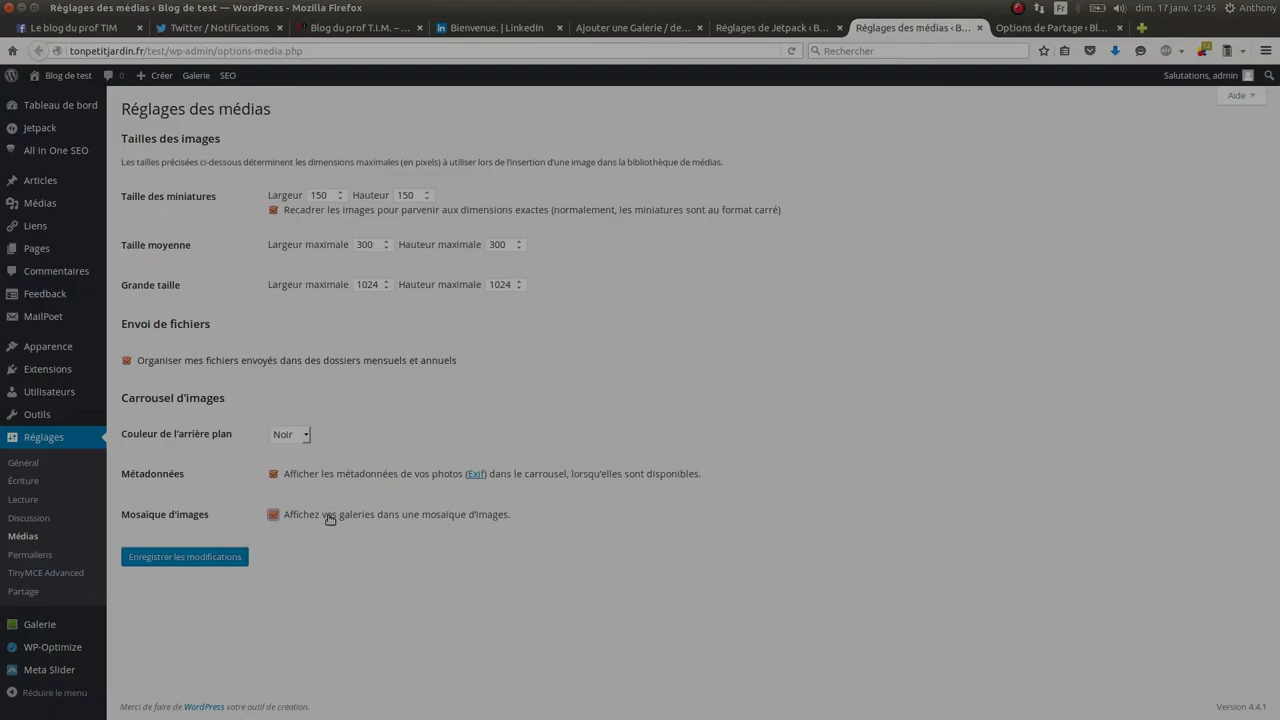 Réglages des médias ‹ Blog de test — WordPress - Mozilla Firefox
Fr
dim. 17 janv. 12:45
Anthony
Le blog du prof TIM
Twitter / Notifications
Blog du prof T.I.M. – ...
Bienvenue. | LinkedIn
Ajouter une Galerie / de...
Réglages de Jetpack ‹ B...
Réglages des médias ‹ B...
Options de Partage ‹ Bl...
tonpetitjardin.fr/test/wp-admin/options-media.php
Rechercher
Blog de test
0
Créer
Galerie
SEO
Salutations, admin
Tableau de bord
Jetpack
All in One SEO
Articles
Médias
Liens
Pages
Commentaires
Feedback
MailPoet
Apparence
Extensions
Utilisateurs
Outils
Réglages
Général
Écriture
Lecture
Discussion
Médias
Permaliens
TinyMCE Advanced
Partage
Galerie
WP-Optimize
Meta Slider
Réduire le menu
Aide
Réglages des médias
Tailles des images
Les tailles précisées ci-dessous déterminent les dimensions maximales (en pixels) à utiliser lors de l’insertion d’une image dans la bibliothèque de médias.
Taille des miniatures
Largeur 150 Hauteur 150
Recadrer les images pour parvenir aux dimensions exactes (normalement, les miniatures sont au format carré)
Taille moyenne
Largeur maximale 300 Hauteur maximale 300
Grande taille
Largeur maximale 1024 Hauteur maximale 1024
Envoi de fichiers
Organiser mes fichiers envoyés dans des dossiers mensuels et annuels
Carrousel d’images
Couleur de l'arrière plan
Noir
Métadonnées
Afficher les métadonnées de vos photos (Exif) dans le carrousel, lorsqu’elles sont disponibles.
Mosaïque d'images
Affichez vos galeries dans une mosaïque d’images.
Enregistrer les modifications
Merci de faire de WordPress votre outil de création.
Version 4.4.1